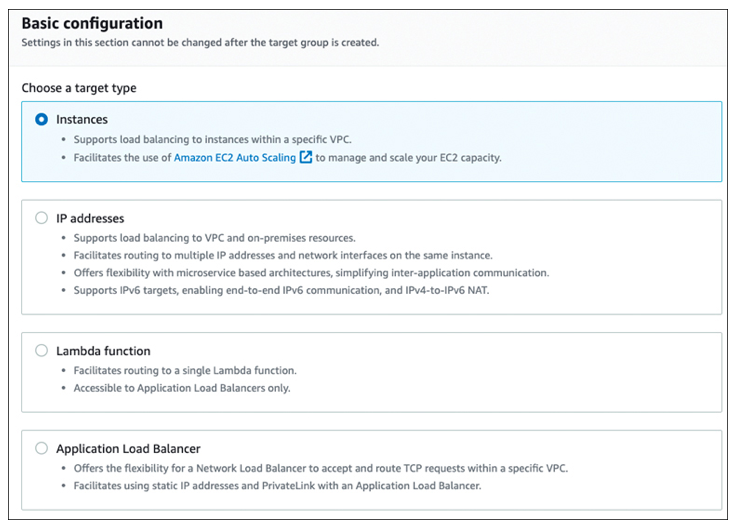 Basic configuration
Settings in this section cannot be changed after the target group is created.
Choose a target type
Instances
• Supports load balancing to instances within a specific VPC.
• Facilitates the use of Amazon EC2 Auto Scaling to manage and scale your EC2 capacity.
IP addresses
• Supports load balancing to VPC and on-premises resources.
• Facilitates routing to multiple IP addresses and network interfaces on the same instance.
• Offers flexibility with microservice based architectures, simplifying inter-application communication.
• Supports IPv6 targets, enabling end-to-end IPv6 communication, and IPv4-to-IPv6 NAT.
Lambda function
• Facilitates routing to a single Lambda function.
• Accessible to Application Load Balancers only.
Application Load Balancer
• Offers the flexibility for a Network Load Balancer to accept and route TCP requests within a specific VPC.
• Facilitates using static IP addresses and PrivateLink with an Application Load Balancer.